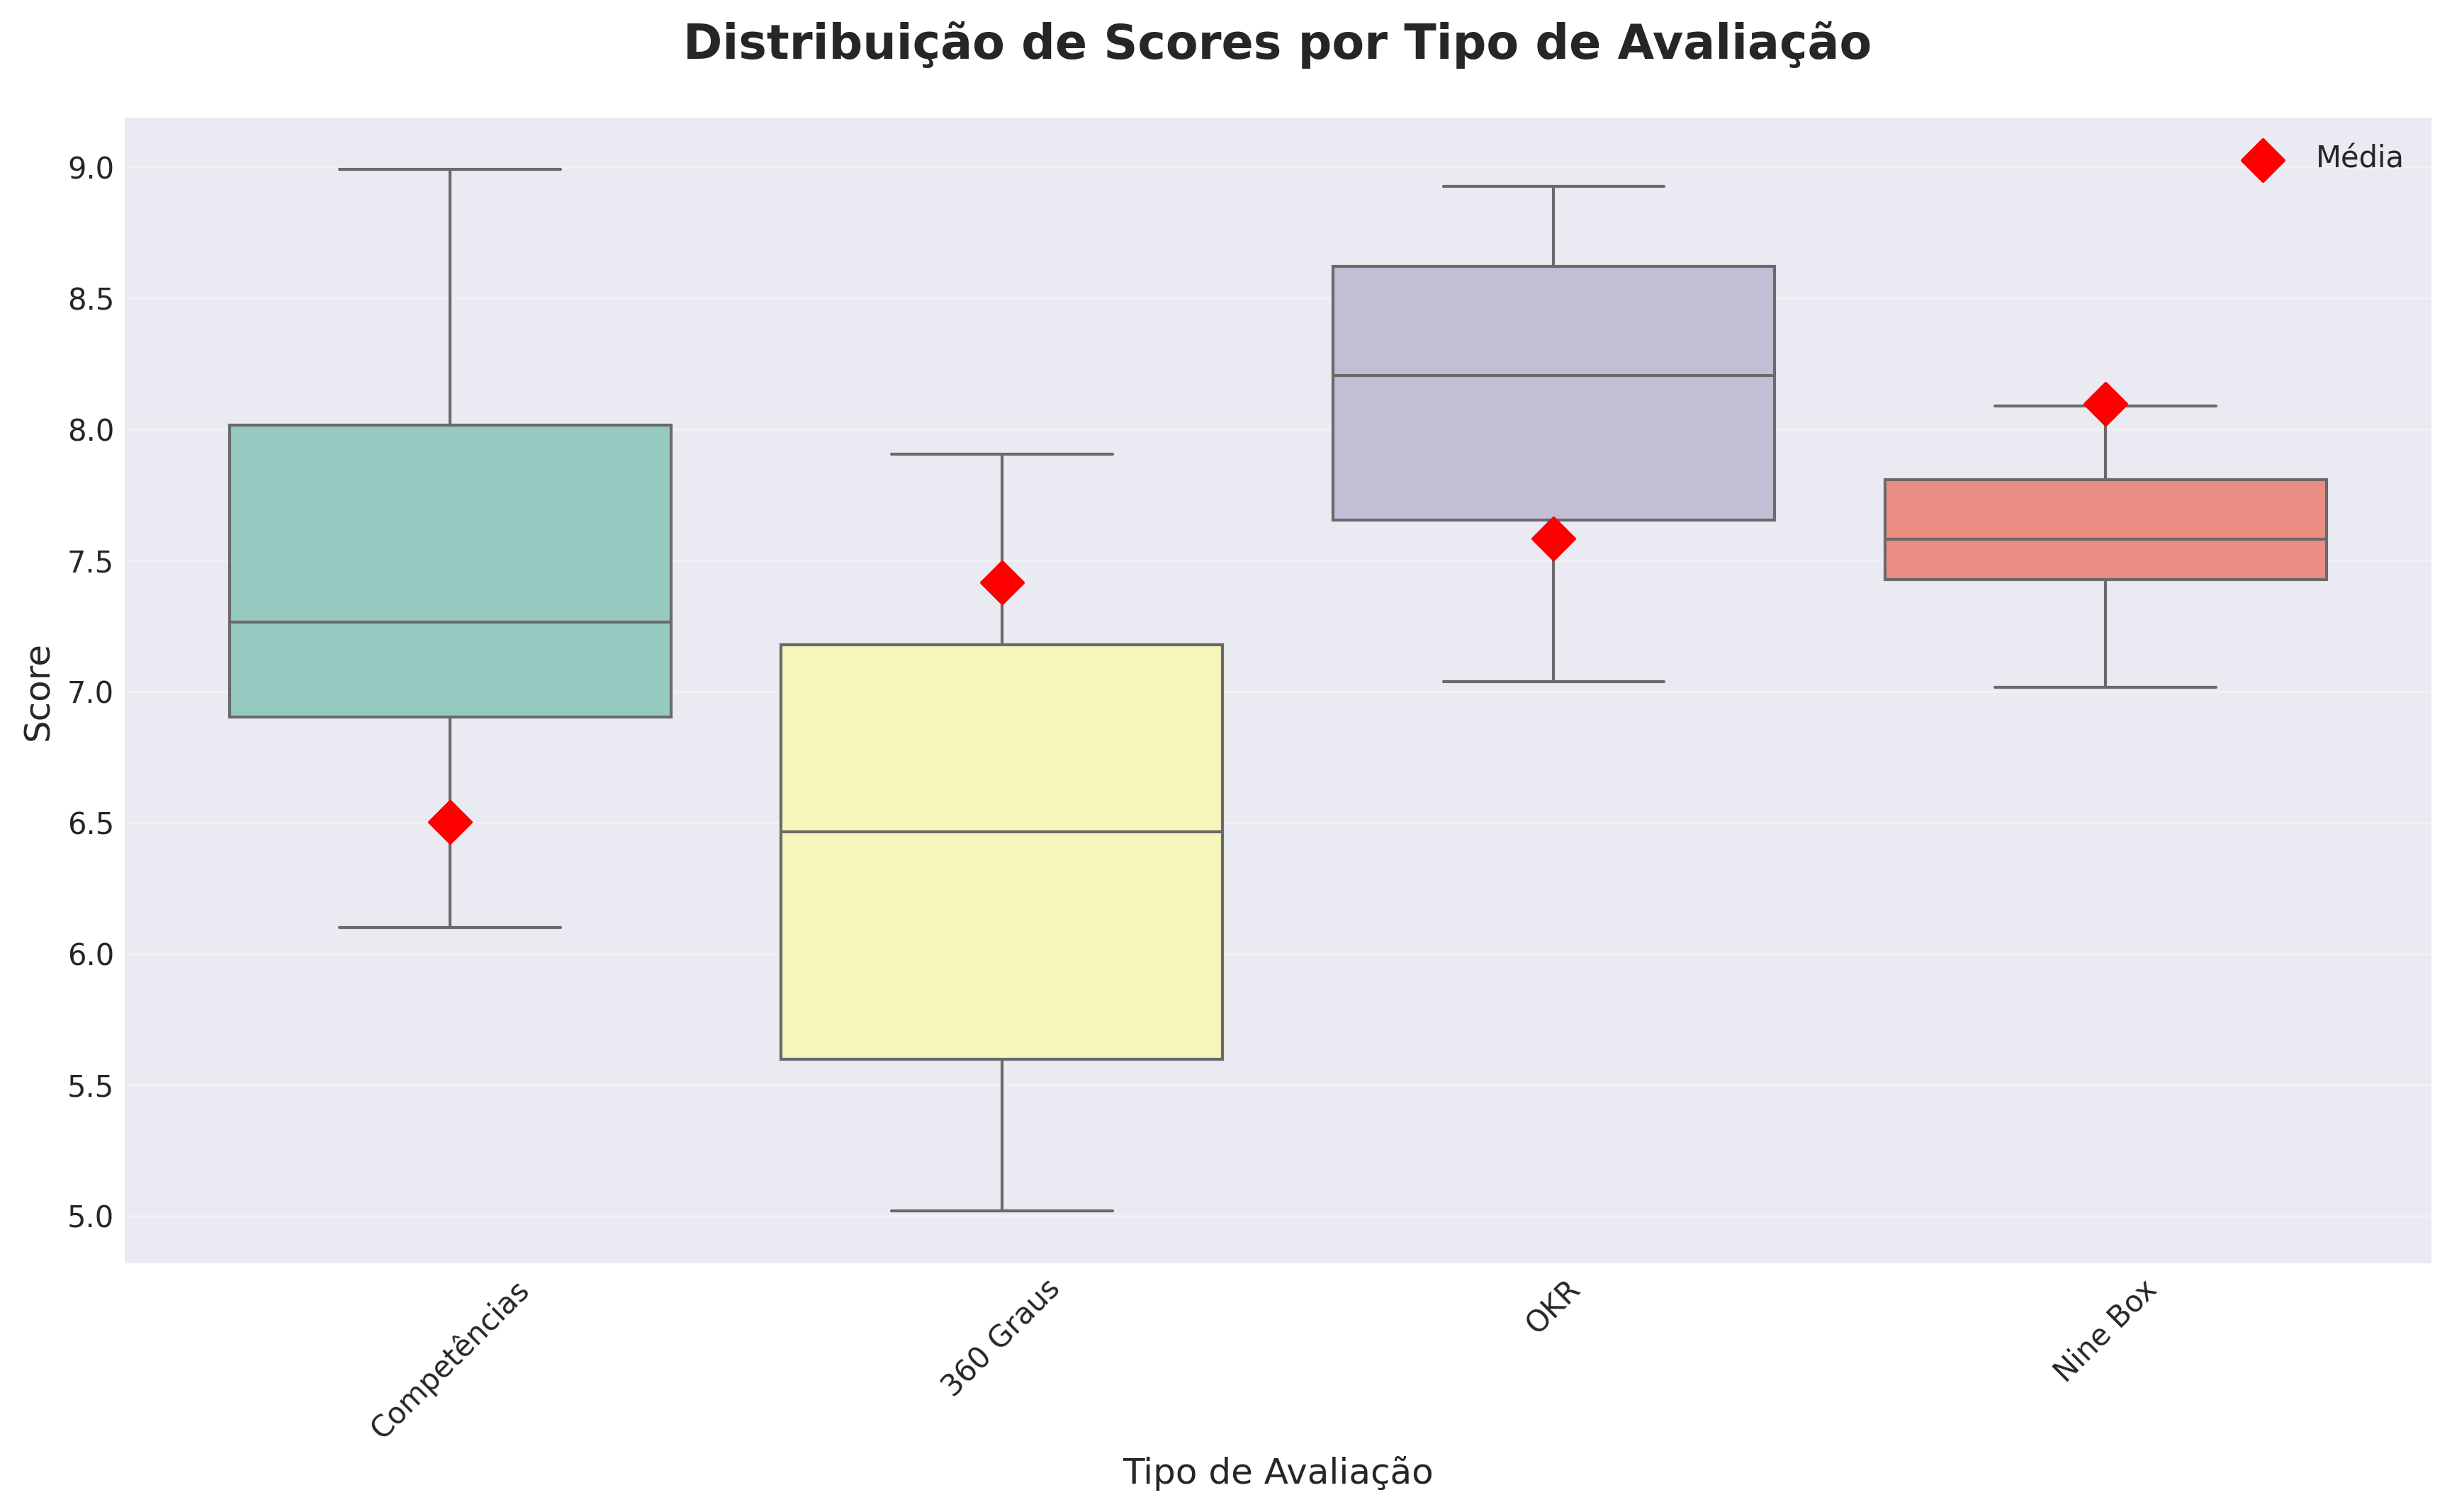 Distribuição de Scores por Tipo de Avaliação
Média
9.0
8.5
8.0
7.5
7.0
6.5
6.0
5.5
5.0
Score
Competências
360 Graus
OKR
Nine Box
Tipo de Avaliação